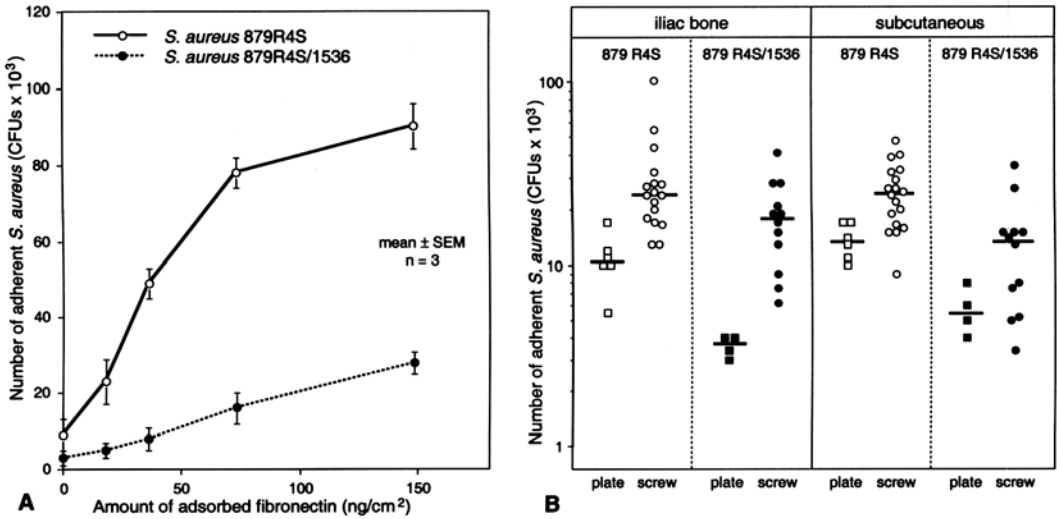 S. aureus 879R4S
S. aureus 879R4S/1536
Number of adherent S. aureus (CFUs x 10³)
120
100
80
60
40
20
0
mean ± SEM
n = 3
0 50 100 150
Amount of adsorbed fibronectin (ng/cm²)
A
iliac bone subcutaneous
879 R4S 879 R4S/1536 879 R4S 879 R4S/1536
Number of adherent S. aureus (CFUs x 10³)
100
10
1
plate screw plate screw plate screw plate screw
B